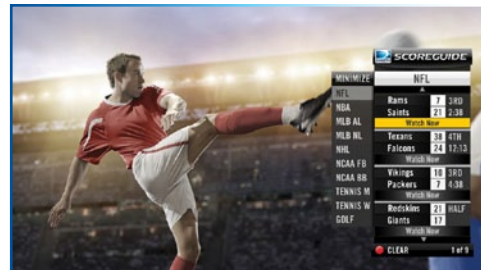 SCOREGUIDE
MINIMIZE
NFL
NBA
MLB AL
MLB NL
NHL
NCAA FB
NCAA BB
TENNIS M
TENNIS W
GOLF
NFL
Rams 7 3RD
Saints 21 2:38
Watch Now
Texans 38 4TH
Falcons 24 12:13
Watch Now
Vikings 10 3RD
Packers 7 4:38
Watch Now
Redskins 21 HALF
Giants 17
Watch Now
CLEAR 1 of 9